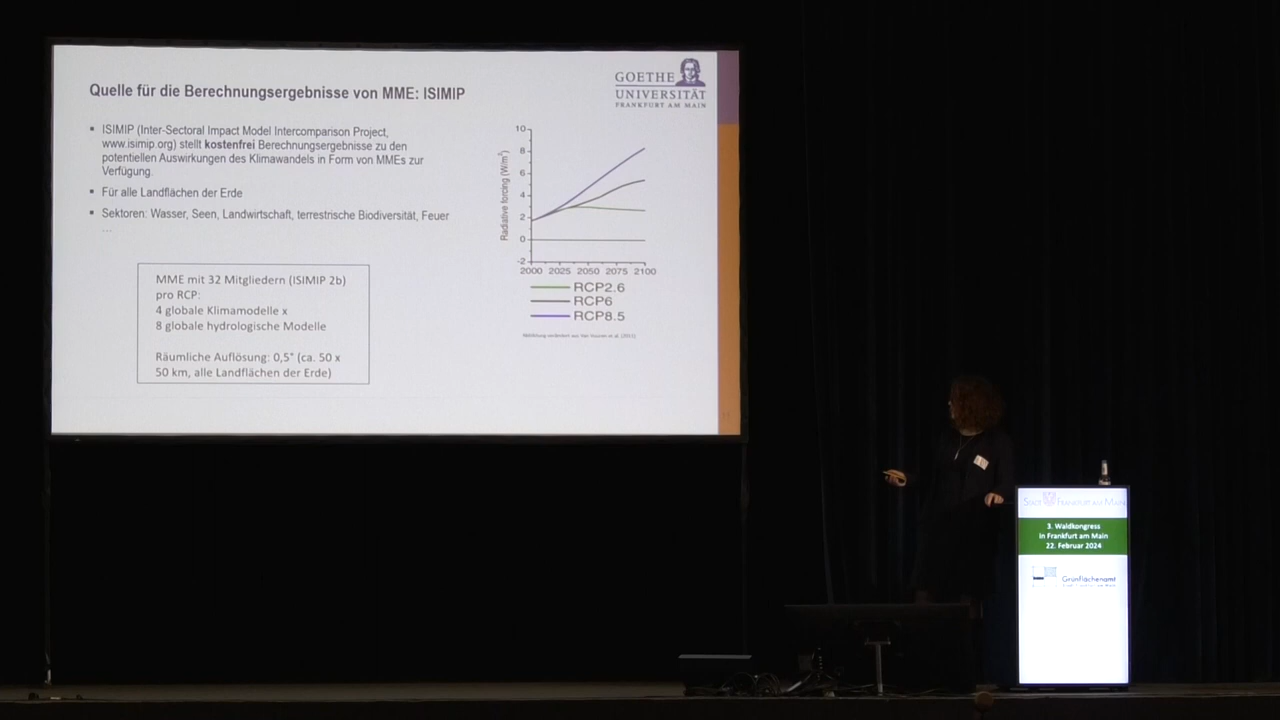 Quelle für die Berechnungsergebnisse von MME: ISIMIP
GOETHE
UNIVERSITÄT
FRANKFURT AM MAIN
▪ ISIMIP (Inter-Sectoral Impact Model Intercomparison Project,
www.isimip.org) stellt kostenfrei Berechnungsergebnisse zu den
potentiellen Auswirkungen des Klimawandels in Form von MMEs zur
Verfügung.
▪ Für alle Landflächen der Erde
▪ Sektoren: Wasser, Seen, Landwirtschaft, terrestrische Biodiversität, Feuer
...
MME mit 32 Mitgliedern (ISIMIP 2b)
pro RCP:
4 globale Klimamodelle x
8 globale hydrologische Modelle
Räumliche Auflösung: 0,5° (ca. 50 x
50 km, alle Landflächen der Erde)
Radiative forcing (W/m²)
10
8
6
4
2
0
-2
2000 2025 2050 2075 2100
RCP2.6
RCP6
RCP8.5
STADT FRANKFURT AM MAIN
3. Waldkongress
in Frankfurt am Main
22. Februar 2024
Grünflächenamt